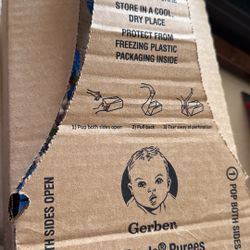 STORE IN A COOL,
DRY PLACE
PROTECT FROM
FREEZING PLASTIC
PACKAGING INSIDE
1) Pop both sides open
2) Pull back
3) Tear away at perforation
Gerber
® Purees
BOTH SIDES OPEN
1 POP BOTH SIDES